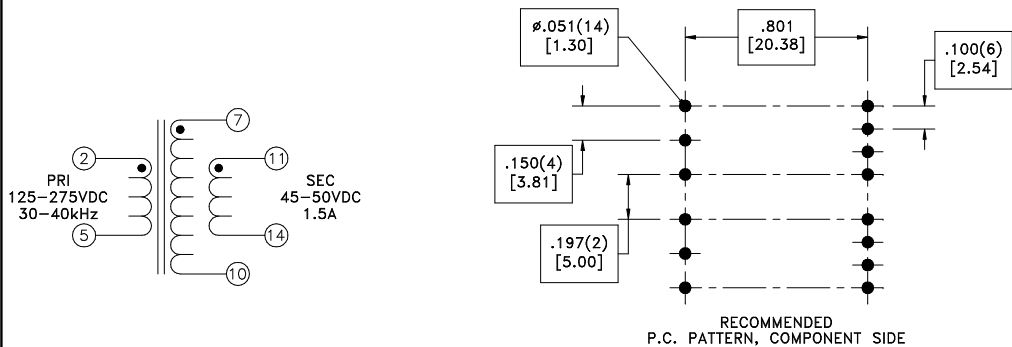 2
PRI
125-275VDC
30-40kHz
5
7
10
11
SEC
45-50VDC
1.5A
14
ø.051(14)
[1.30]
.801
[20.38]
.100(6)
[2.54]
.150(4)
[3.81]
.197(2)
[5.00]
RECOMMENDED
P.C. PATTERN, COMPONENT SIDE